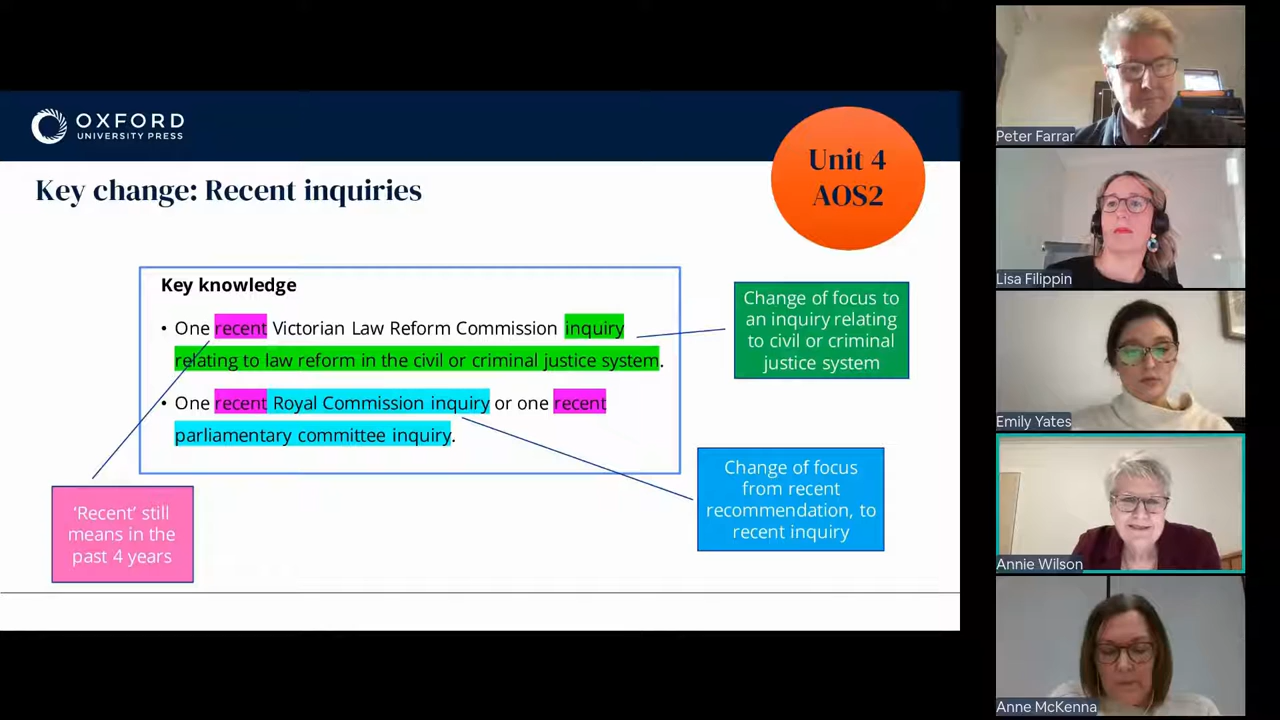 OXFORD
UNIVERSITY PRESS
Unit 4
AOS2
Key change: Recent inquiries
Key knowledge
• One recent Victorian Law Reform Commission inquiry
relating to law reform in the civil or criminal justice system.
• One recent Royal Commission inquiry or one recent
parliamentary committee inquiry.
Change of focus to
an inquiry relating
to civil or criminal
justice system
Change of focus
from recent
recommendation, to
recent inquiry
‘Recent’ still
means in the
past 4 years
Peter Farrar
Lisa Filippin
Emily Yates
Annie Wilson
Anne McKenna